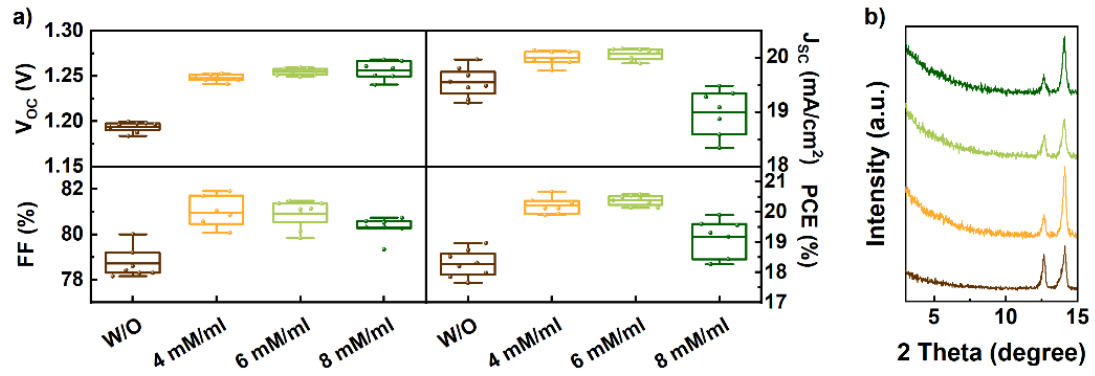 a)
V_OC (V)
1.30
1.25
1.20
1.15
J_SC (mA/cm²)
20
19
18
FF (%)
82
80
78
PCE (%)
21
20
19
18
17
W/O
4 mM/ml
6 mM/ml
8 mM/ml
W/O
4 mM/ml
6 mM/ml
8 mM/ml
b)
Intensity (a.u.)
5
10
15
2 Theta (degree)